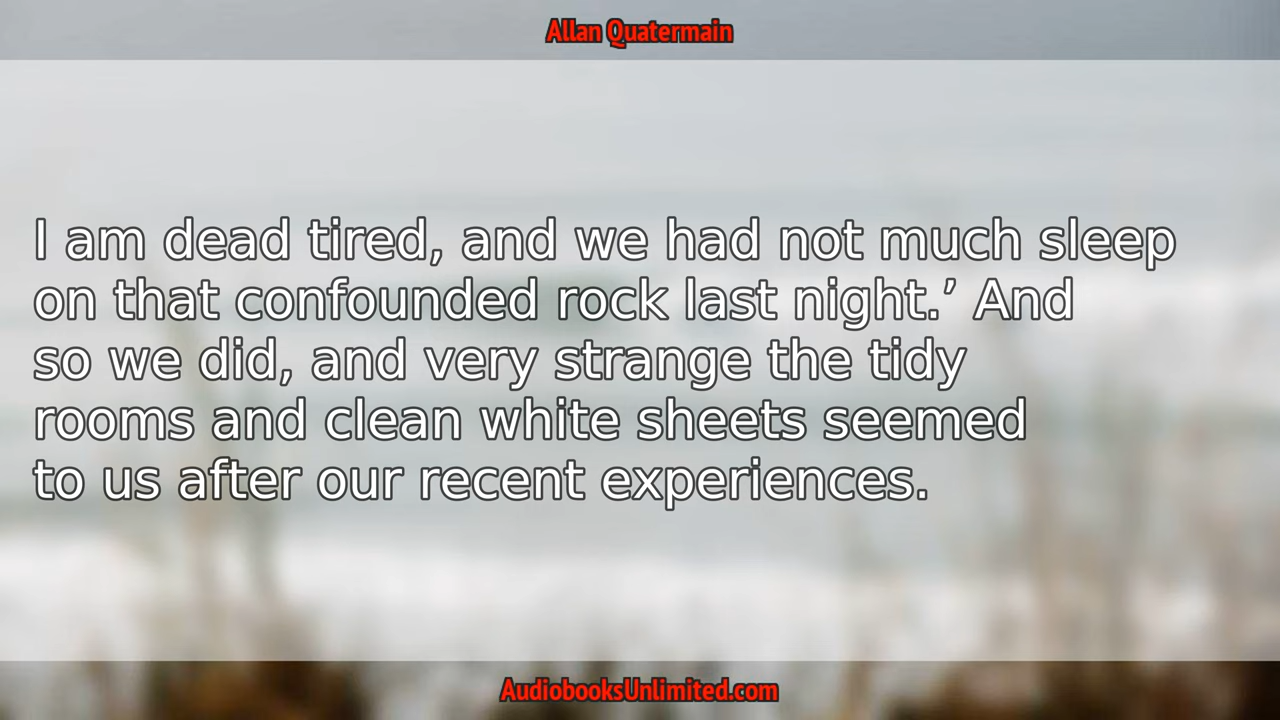 Allan Quatermain
I am dead tired, and we had not much sleep
on that confounded rock last night.’ And
so we did, and very strange the tidy
rooms and clean white sheets seemed
to us after our recent experiences.
AudiobooksUnlimited.com